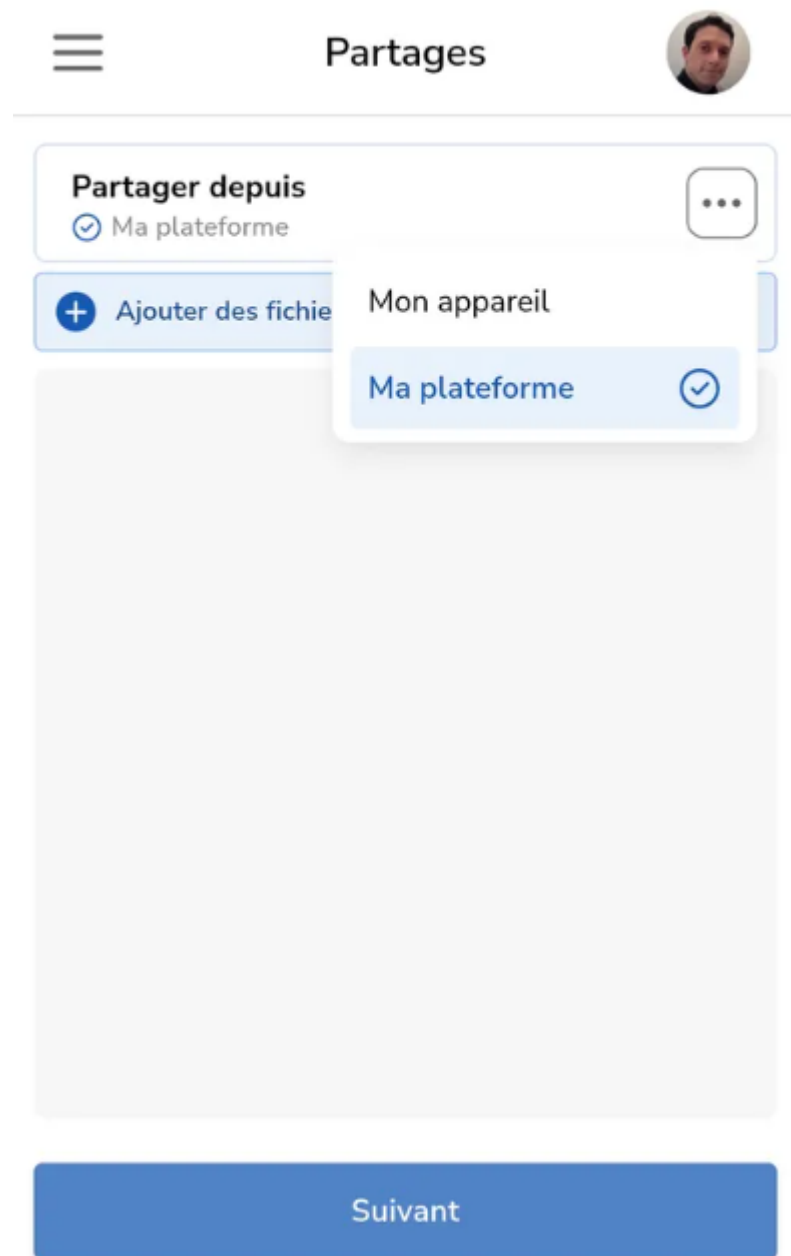 Partages
Partager depuis
Ma plateforme
Mon appareil
Ajouter des fichie
Ma plateforme
Suivant